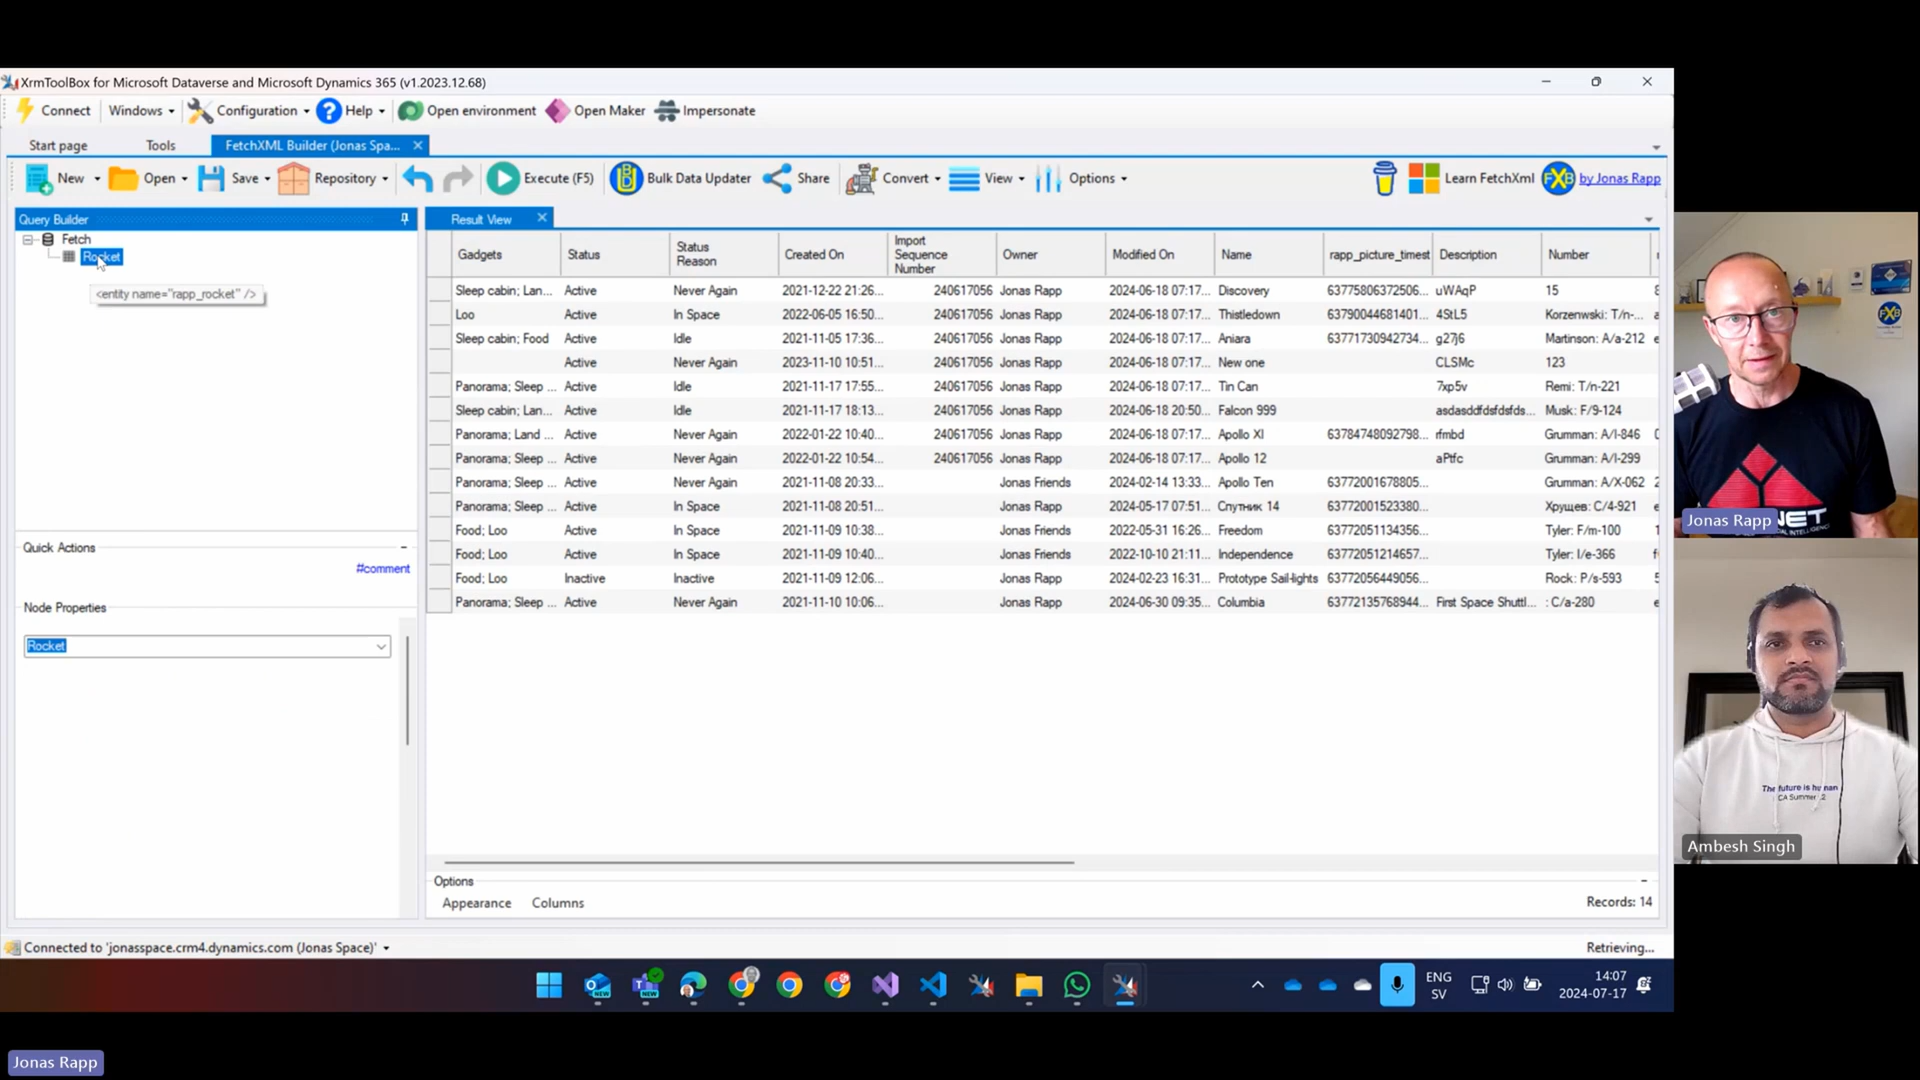 XrmToolBox for Microsoft Dataverse and Microsoft Dynamics 365 (v1.2023.12.68)
Connect Windows Configuration Help Open environment Open Maker Impersonate
Start page Tools FetchXML Builder (Jonas Spa...
New Open Save Repository Execute (F5) Bulk Data Updater Share Convert View Options Learn FetchXml FXB by Jonas Rapp
Query Builder
Fetch
Rocket
<entity name="rapp_rocket" />
Quick Actions
#comment
Node Properties
Rocket
Result View
Gadgets Status Status Reason Created On Import Sequence Number Owner Modified On Name rapp_picture_timest Description Number
Sleep cabin; Lan... Active Never Again 2021-12-22 21:26... 240617056 Jonas Rapp 2024-06-18 07:17... Discovery 63775806372506... uWAqP 15 8
Loo Active In Space 2022-06-05 16:50... 240617056 Jonas Rapp 2024-06-18 07:17... Thistledown 63790044681401... 4StL5 Korzenwski: T/n-...
Sleep cabin; Food Active Idle 2021-11-05 17:36... 240617056 Jonas Rapp 2024-06-18 07:17... Aniara 63771730942734... g27j6 Martinson: A/a-212 e
Active Never Again 2023-11-10 10:51... 240617056 Jonas Rapp 2024-06-18 07:17... New one CLSMc 123
Panorama; Sleep ... Active Idle 2021-11-17 17:55... 240617056 Jonas Rapp 2024-06-18 07:17... Tin Can 7xp5v Remi: T/n-221
Sleep cabin; Lan... Active Idle 2021-11-17 18:13... 240617056 Jonas Rapp 2024-06-18 20:50... Falcon 999 asdasddfdsfdsfds... Musk: F/9-124
Panorama; Land ... Active Never Again 2022-01-22 10:40... 240617056 Jonas Rapp 2024-06-18 07:17... Apollo XI 63784748092798... rfmbd Grumman: A/I-846
Panorama; Sleep ... Active Never Again 2022-01-22 10:54... 240617056 Jonas Rapp 2024-06-18 07:17... Apollo 12 aPtfc Grumman: A/I-299
Panorama; Sleep ... Active Never Again 2021-11-08 20:33... Jonas Friends 2024-02-14 13:33... Apollo Ten 63772001678805... Grumman: A/X-062 2
Panorama; Sleep ... Active In Space 2021-11-08 20:51... Jonas Rapp 2024-05-17 07:51... Спутник 14 63772001523380... Хрущев: C/4-921 e
Food; Loo Active In Space 2021-11-09 10:38... Jonas Friends 2022-05-31 16:26... Freedom 63772051134356... Tyler: F/m-100 1
Food; Loo Active In Space 2021-11-09 10:40... Jonas Friends 2022-10-10 21:11... Independence 63772051214657... Tyler: I/e-366 f
Food; Loo Inactive Inactive 2021-11-09 12:06... Jonas Rapp 2024-02-23 16:31... Prototype Sail-lights 63772056449056... Rock: P/s-593 5
Panorama; Sleep ... Active Never Again 2021-11-10 10:06... Jonas Rapp 2024-06-30 09:35... Columbia 63772135768944... First Space Shuttl... : C/a-280 e
Options
Appearance Columns Records: 14
Connected to 'jonasspace.crm4.dynamics.com (Jonas Space)' Retrieving...
ENG
SV
14:07
2024-07-17
FXB
NET
Jonas Rapp
Ambesh Singh
Jonas Rapp